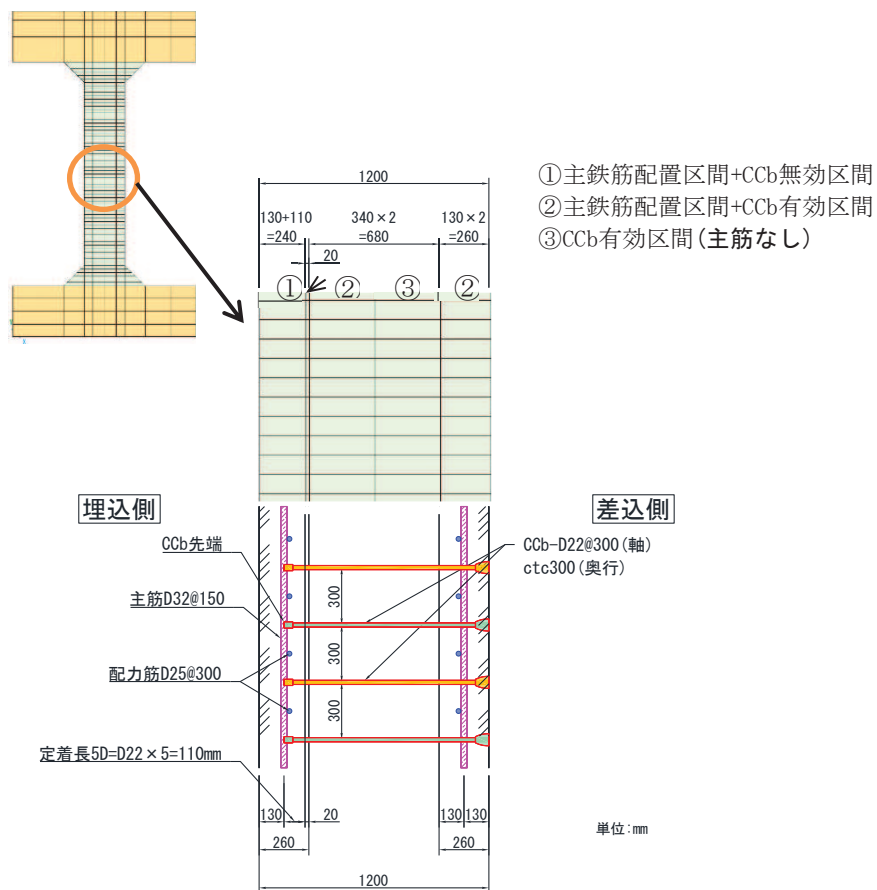 ①主鉄筋配置区間+CCb無効区間
②主鉄筋配置区間+CCb有効区間
③CCb有効区間(主筋なし)
1200
130+110
=240
340×2
=680
130×2
=260
20
① ② ③ ②
埋込側
差込側
CCb先端
CCb-D22@300(軸)
ctc300(奥行)
主筋D32@150
300
300
配力筋D25@300
300
定着長5D=D22×5=110mm
130
20
130
130
260
260
単位:mm
1200
x